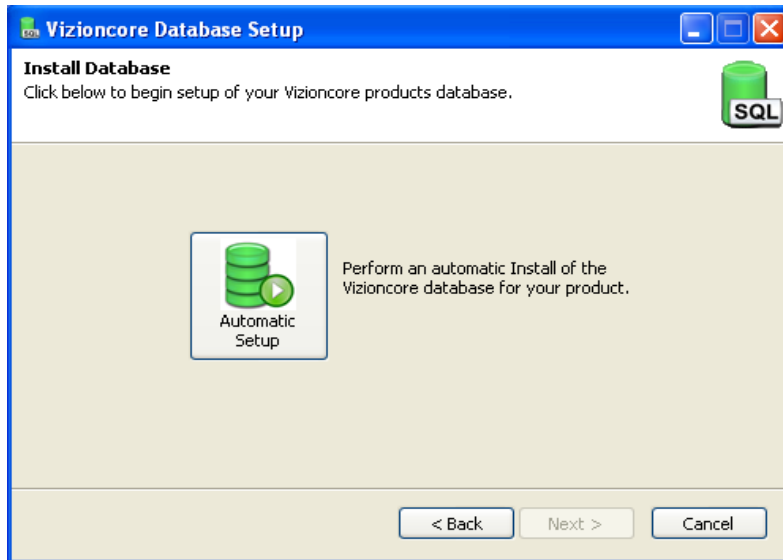 Vizioncore Database Setup
Install Database
Click below to begin setup of your Vizioncore products database.
SQL
Automatic
Setup
Perform an automatic Install of the
Vizioncore database for your product.
< Back
Next >
Cancel